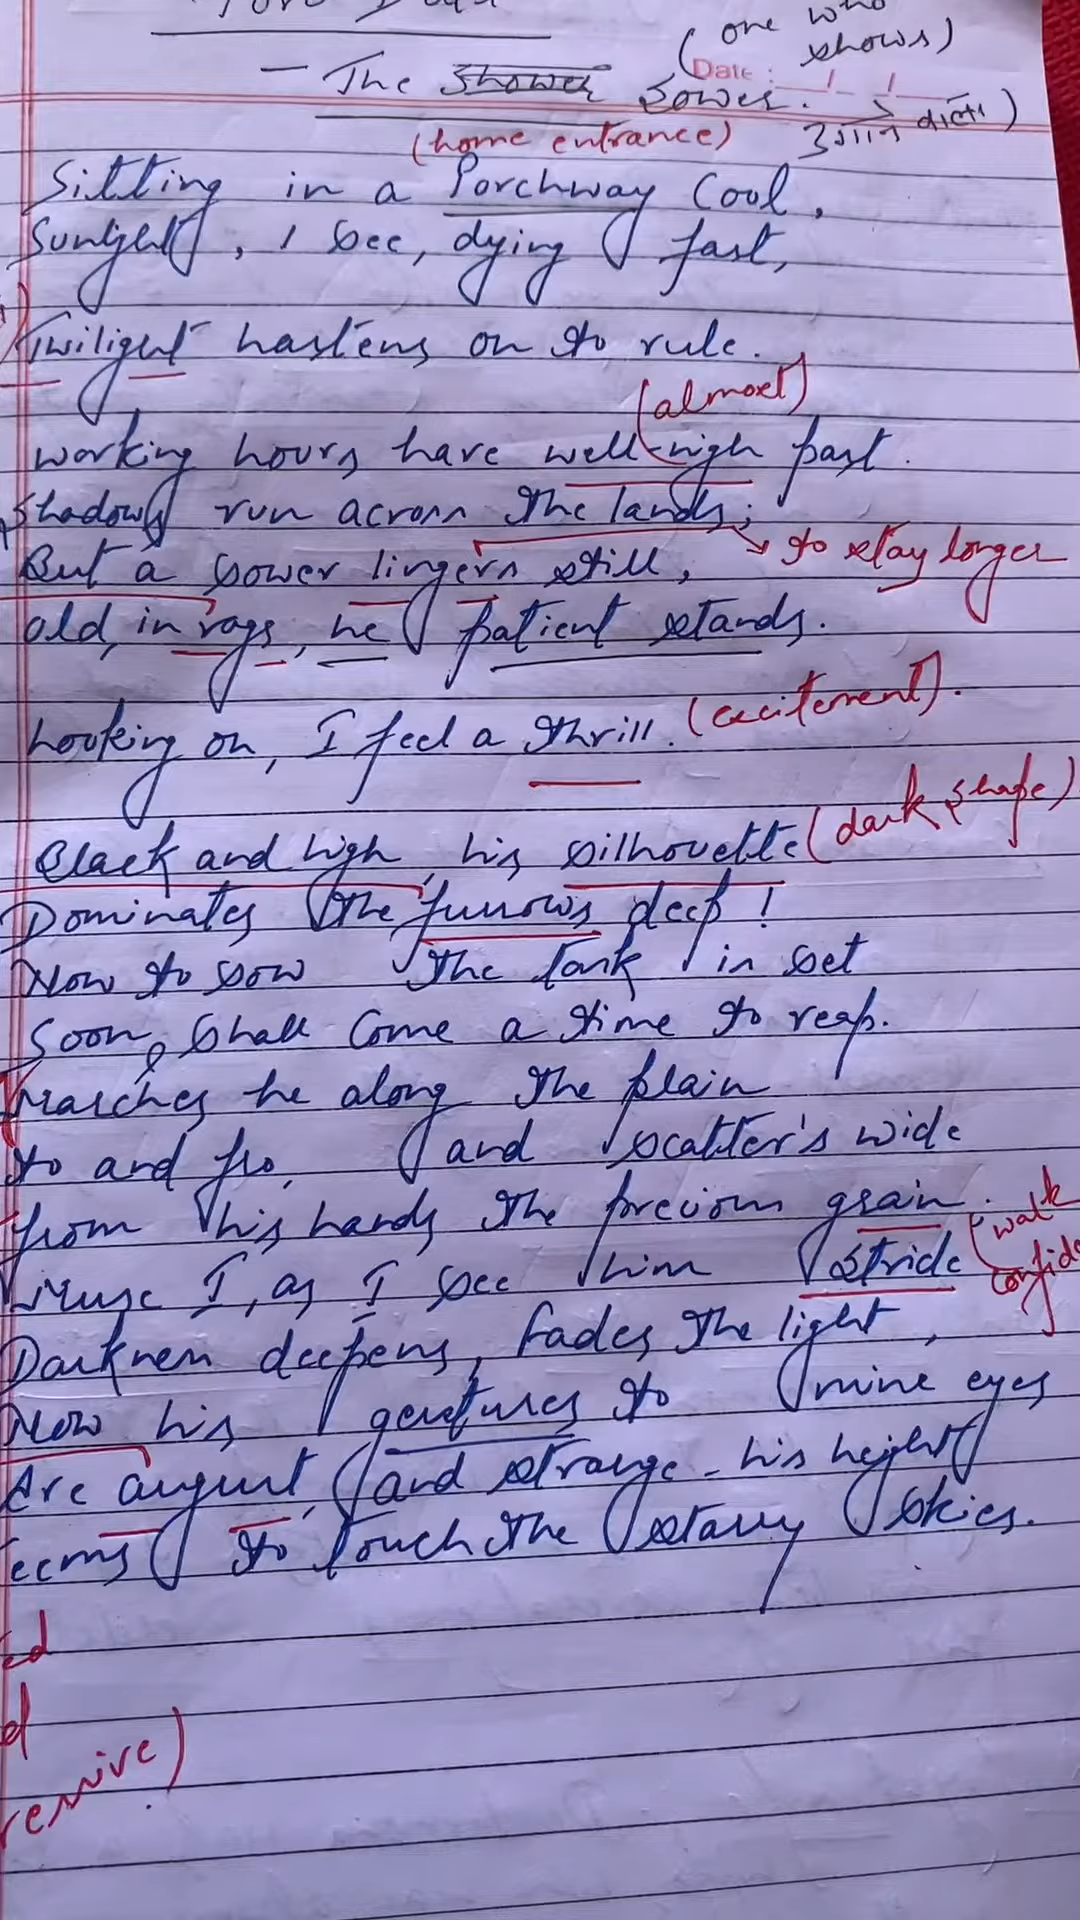 (one who
shows)
- The Shower Sower.
Date :
(home entrance)
Sitting in a Porchway Cool,
Sunlight, I see, dying fast,
Twilight hastens on to rule.
(almost)
working hours have well-nigh past.
Shadows run across the lands;
But a sower lingers still, → to stay longer
old, in rags, he patient stands.
Looking on, I feel a thrill. (excitement).
Black and high, his silhouette (dark shape)
Dominates the furrows deep!
Now to sow the task is set
Soon shall come a time to reap.
Marches he along the plain
to and fro, and scatter's wide
from his hands the precious grain.
Muse I, as I see him stride (walk
Darkness deepens, fades the light,
Now his gestures to mine eyes
Are august, and strange - his height
eems to touch the starry skies.
ed
d
ressive)